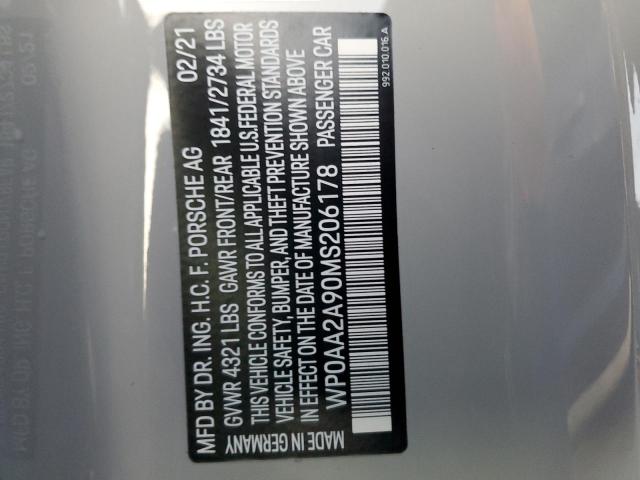 MFD BY DR. ING. H.C. F. PORSCHE AG 02/21
GVWR 4321 LBS GAWR FRONT/REAR 1841/2734 LBS
THIS VEHICLE CONFORMS TO ALL APPLICABLE U.S. FEDERAL MOTOR
VEHICLE SAFETY, BUMPER, AND THEFT PREVENTION STANDARDS
IN EFFECT ON THE DATE OF MANUFACTURE SHOWN ABOVE
WP0AA2A90MS206178 PASSENGER CAR
MADE IN GERMANY 992.010.016.A